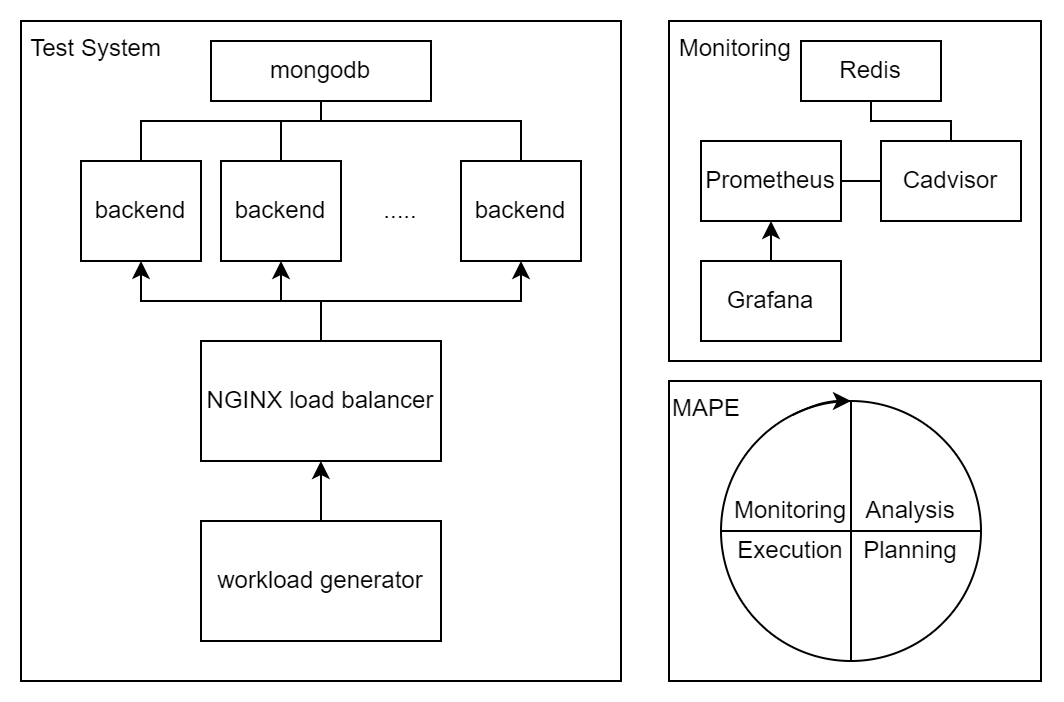 Test System
mongodb
backend
backend
.....
backend
NGINX load balancer
workload generator
Monitoring
Redis
Prometheus
Cadvisor
Grafana
MAPE
Monitoring
Analysis
Execution
Planning